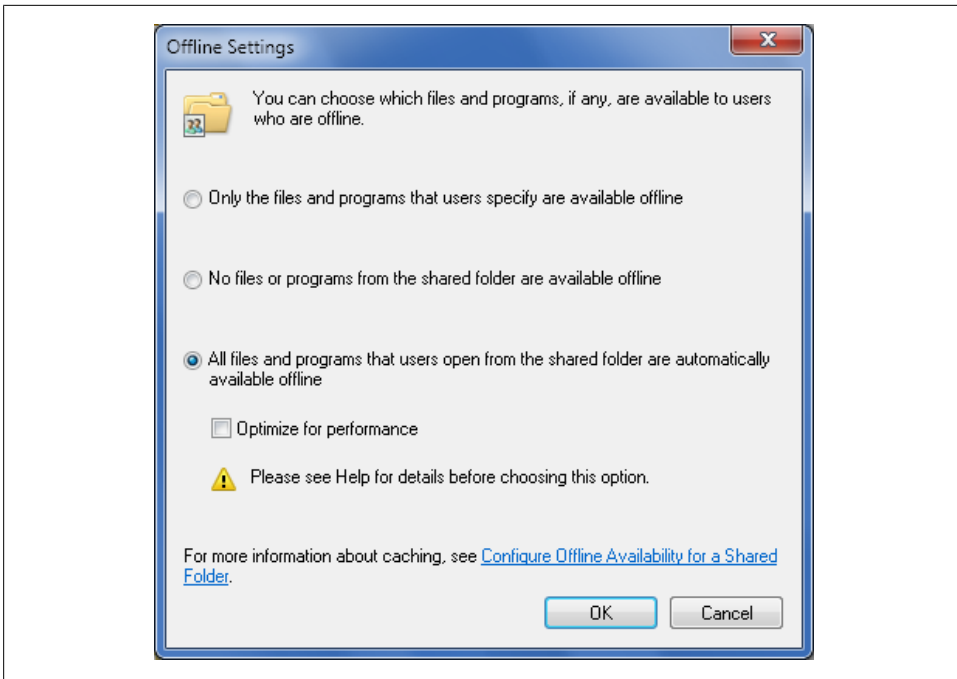 Offline Settings
You can choose which files and programs, if any, are available to users
who are offline.
Only the files and programs that users specify are available offline
No files or programs from the shared folder are available offline
All files and programs that users open from the shared folder are automatically
available offline
Optimize for performance
Please see Help for details before choosing this option.
For more information about caching, see Configure Offline Availability for a Shared
Folder.
OK
Cancel